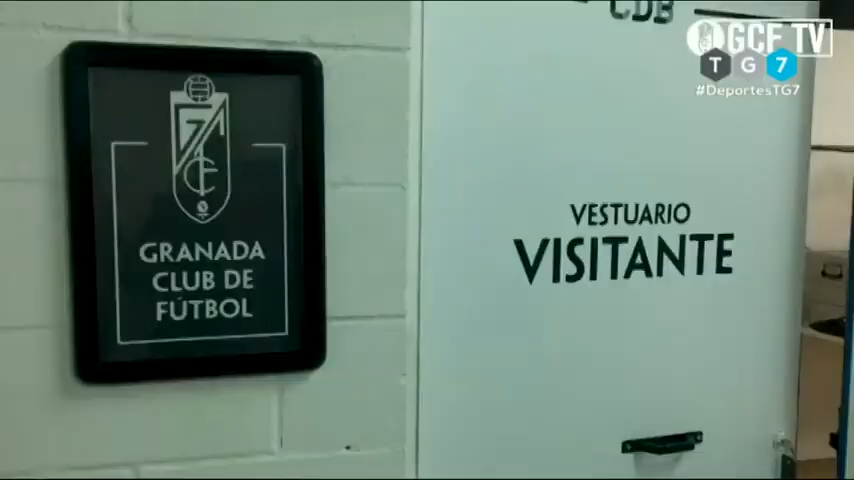 CDB
GCF TV
TG7
#DeportesTG7
GRANADA
CLUB DE
FÚTBOL
VESTUARIO
VISITANTE